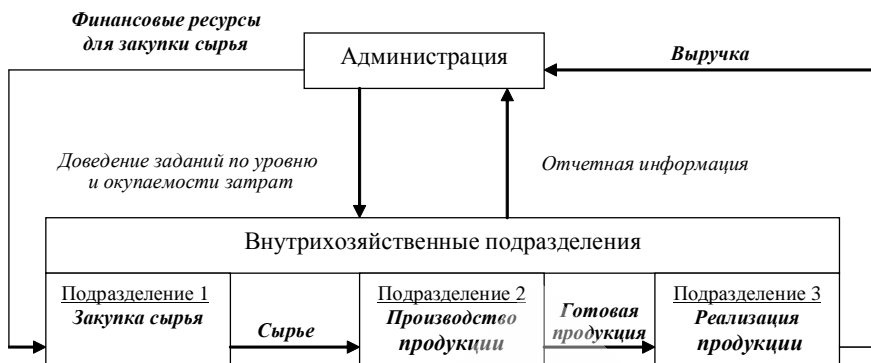 Финансовые ресурсы
для закупки сырья
Администрация
Выручка
Доведение заданий по уровню
и окупаемости затрат
Отчетная информация
Внутрихозяйственные подразделения
Подразделение 1
Закупка сырья
Сырье
Подразделение 2
Производство
продукции
Готовая
продукция
Подразделение 3
Реализация
продукции